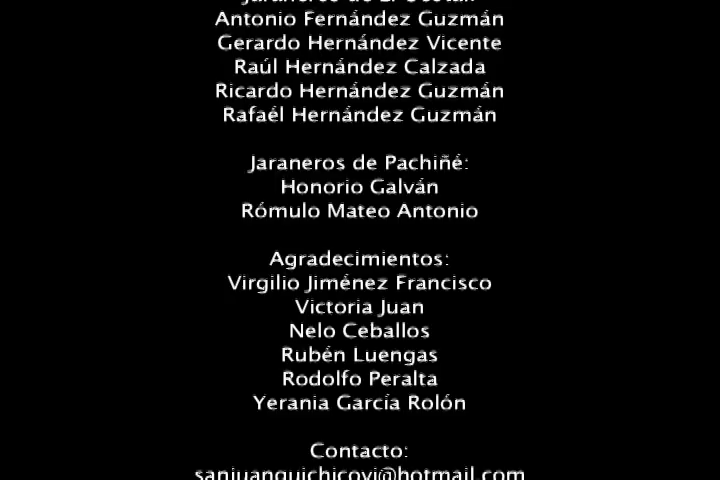 Jaraneros de
Antonio Fernández Guzmán
Gerardo Hernández Vicente
Raúl Hernández Calzada
Ricardo Hernández Guzmán
Rafaél Hernández Guzmán
Jaraneros de Pachiñé:
Honorio Galván
Rómulo Mateo Antonio
Agradecimientos:
Virgilio Jiménez Francisco
Victoria Juan
Nelo Ceballos
Rubén Luengas
Rodolfo Peralta
Yerania García Rolón
Contacto:
sanjuanguichicovi@hotmail.com